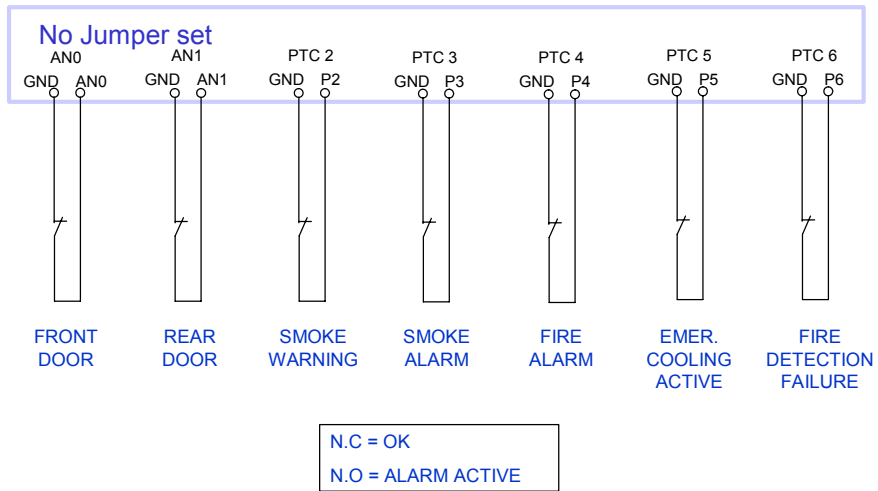 No Jumper set
AN0 AN1 PTC 2 PTC 3 PTC 4 PTC 5 PTC 6
GND AN0 GND AN1 GND P2 GND P3 GND P4 GND P5 GND P6
FRONT DOOR
REAR DOOR
SMOKE WARNING
SMOKE ALARM
FIRE ALARM
EMER. COOLING ACTIVE
FIRE DETECTION FAILURE
N.C = OK
N.O = ALARM ACTIVE